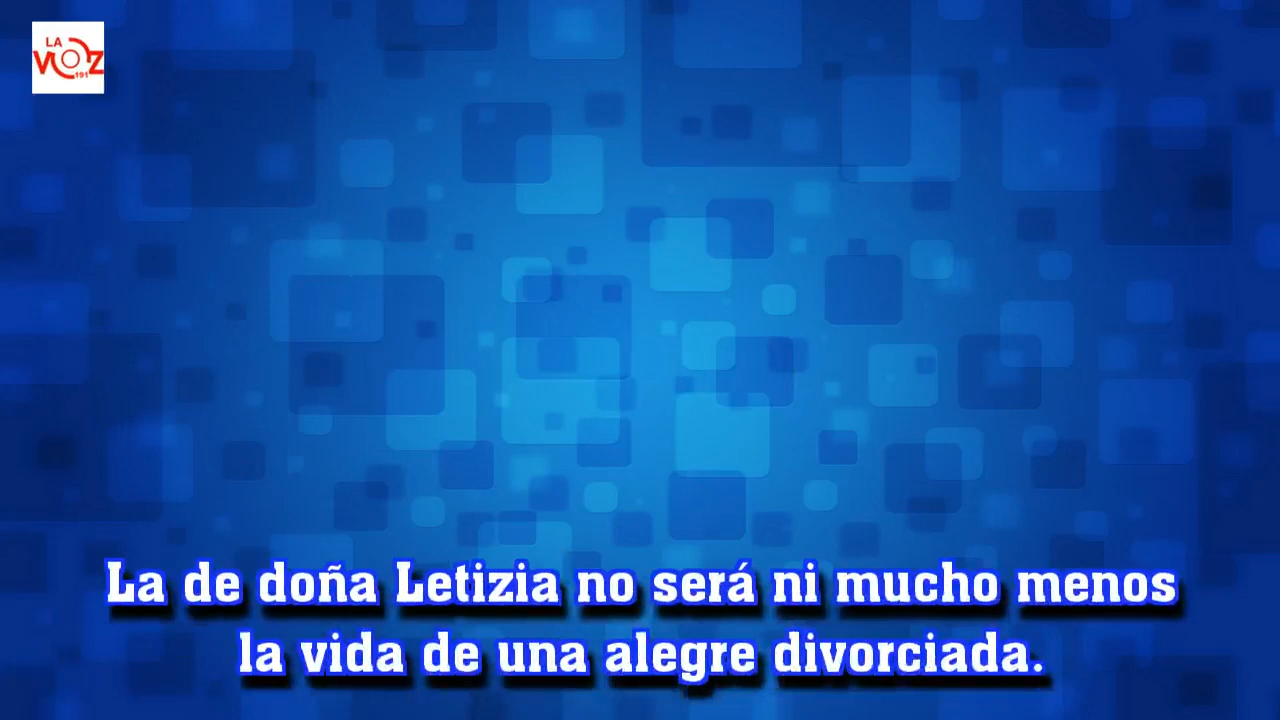 LA
VOZ
191
La de doña Letizia no será ni mucho menos
la vida de una alegre divorciada.